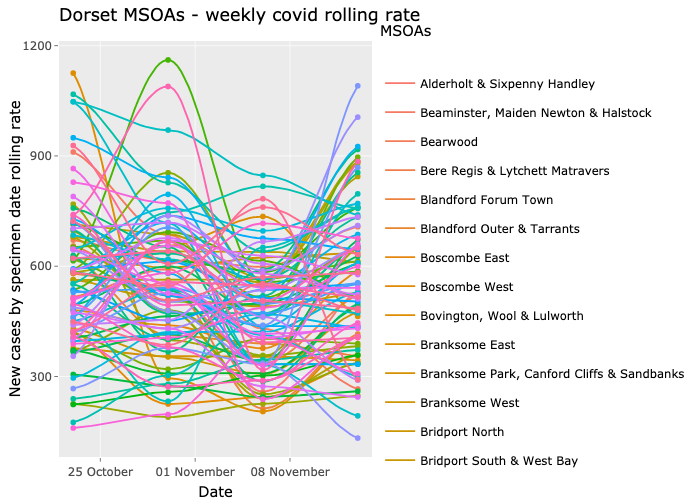 Dorset MSOAs - weekly covid rolling rate
MSOAs
1200
900
600
300
New cases by specimen date rolling rate
25 October
01 November
08 November
Date
Alderholt & Sixpenny Handley
Beaminster, Maiden Newton & Halstock
Bearwood
Bere Regis & Lytchett Matravers
Blandford Forum Town
Blandford Outer & Tarrants
Boscombe East
Boscombe West
Bovington, Wool & Lulworth
Branksome East
Branksome Park, Canford Cliffs & Sandbanks
Branksome West
Bridport North
Bridport South & West Bay